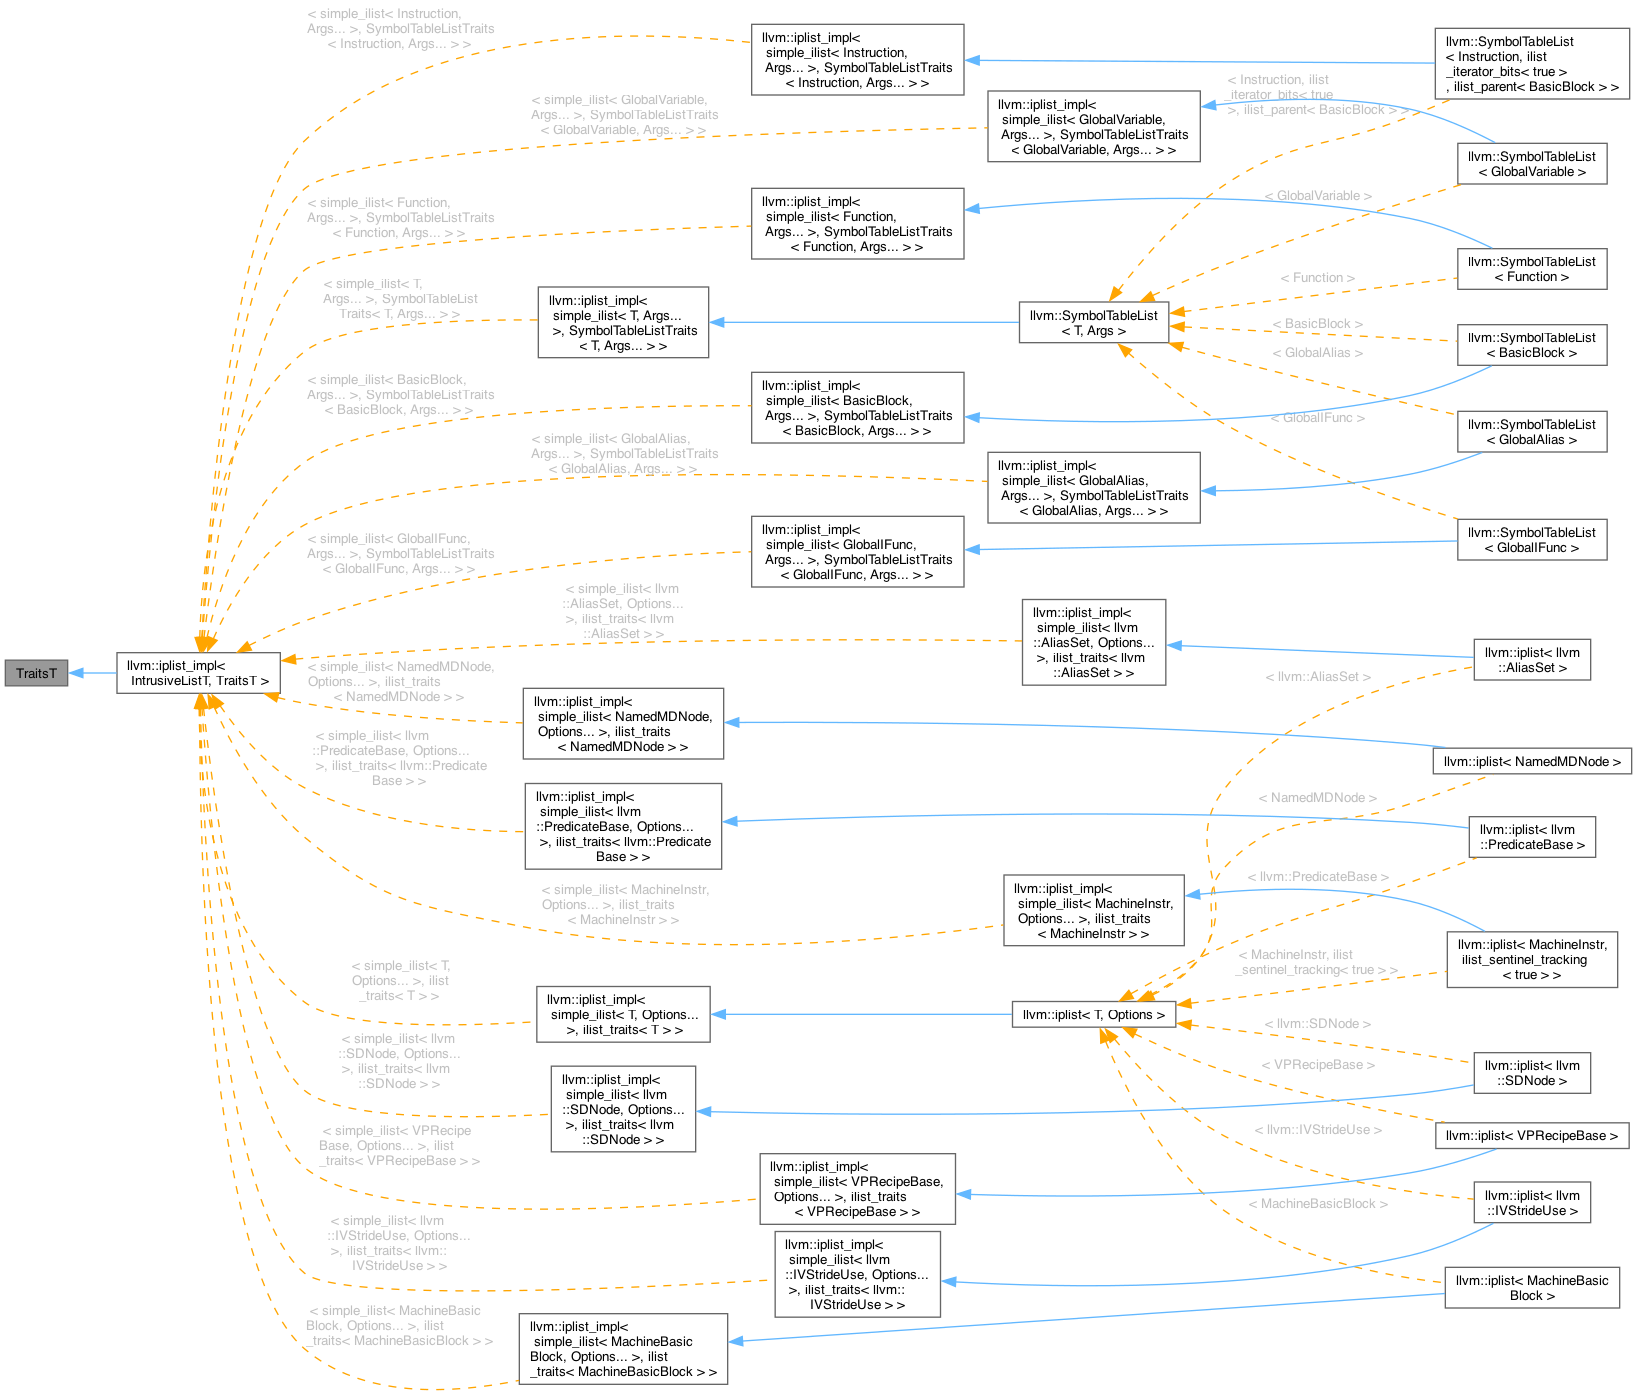 TraitsT
llvm::iplist_impl<
IntrusiveListT, TraitsT >
< simple_ilist< Instruction,
Args... >, SymbolTableListTraits
< Instruction, Args... > >
< simple_ilist< GlobalVariable,
Args... >, SymbolTableListTraits
< GlobalVariable, Args... > >
< simple_ilist< Function,
Args... >, SymbolTableListTraits
< Function, Args... > >
< simple_ilist< T,
Args... >, SymbolTableList
Traits< T, Args... > >
< simple_ilist< BasicBlock,
Args... >, SymbolTableListTraits
< BasicBlock, Args... > >
< simple_ilist< GlobalAlias,
Args... >, SymbolTableListTraits
< GlobalAlias, Args... > >
< simple_ilist< GlobalIFunc,
Args... >, SymbolTableListTraits
< GlobalIFunc, Args... > >
< simple_ilist< llvm
::AliasSet, Options...
>, ilist_traits< llvm
::AliasSet > >
< simple_ilist< NamedMDNode,
Options... >, ilist_traits
< NamedMDNode > >
< simple_ilist< llvm
::PredicateBase, Options...
>, ilist_traits< llvm::Predicate
Base > >
< simple_ilist< MachineInstr,
Options... >, ilist_traits
< MachineInstr > >
< simple_ilist< T,
Options... >, ilist
_traits< T > >
< simple_ilist< llvm
::SDNode, Options...
>, ilist_traits< llvm
::SDNode > >
< simple_ilist< VPRecipe
Base, Options... >, ilist
_traits< VPRecipeBase > >
< simple_ilist< llvm
::IVStrideUse, Options...
>, ilist_traits< llvm::
IVStrideUse > >
< simple_ilist< MachineBasic
Block, Options... >, ilist
_traits< MachineBasicBlock > >
llvm::iplist_impl<
simple_ilist< Instruction,
Args... >, SymbolTableListTraits
< Instruction, Args... > >
llvm::iplist_impl<
simple_ilist< GlobalVariable,
Args... >, SymbolTableListTraits
< GlobalVariable, Args... > >
llvm::iplist_impl<
simple_ilist< Function,
Args... >, SymbolTableListTraits
< Function, Args... > >
llvm::iplist_impl<
simple_ilist< T, Args...
>, SymbolTableListTraits
< T, Args... > >
llvm::iplist_impl<
simple_ilist< BasicBlock,
Args... >, SymbolTableListTraits
< BasicBlock, Args... > >
llvm::iplist_impl<
simple_ilist< GlobalAlias,
Args... >, SymbolTableListTraits
< GlobalAlias, Args... > >
llvm::iplist_impl<
simple_ilist< GlobalIFunc,
Args... >, SymbolTableListTraits
< GlobalIFunc, Args... > >
llvm::iplist_impl<
simple_ilist< llvm
::AliasSet, Options...
>, ilist_traits< llvm
::AliasSet > >
llvm::iplist_impl<
simple_ilist< NamedMDNode,
Options... >, ilist_traits
< NamedMDNode > >
llvm::iplist_impl<
simple_ilist< llvm
::PredicateBase, Options...
>, ilist_traits< llvm::Predicate
Base > >
llvm::iplist_impl<
simple_ilist< MachineInstr,
Options... >, ilist_traits
< MachineInstr > >
llvm::iplist_impl<
simple_ilist< T, Options...
>, ilist_traits< T > >
llvm::iplist_impl<
simple_ilist< llvm
::SDNode, Options...
>, ilist_traits< llvm
::SDNode > >
llvm::iplist_impl<
simple_ilist< VPRecipeBase,
Options... >, ilist_traits
< VPRecipeBase > >
llvm::iplist_impl<
simple_ilist< llvm
::IVStrideUse, Options...
>, ilist_traits< llvm::
IVStrideUse > >
llvm::iplist_impl<
simple_ilist< MachineBasic
Block, Options... >, ilist
_traits< MachineBasicBlock > >
llvm::SymbolTableList
< T, Args >
llvm::iplist< T, Options >
< Instruction, ilist
_iterator_bits< true
>, ilist_parent< BasicBlock > >
< GlobalVariable >
< Function >
< BasicBlock >
< GlobalAlias >
< GlobalIFunc >
< llvm::AliasSet >
< NamedMDNode >
< llvm::PredicateBase >
< MachineInstr, ilist
_sentinel_tracking< true > >
< llvm::SDNode >
< VPRecipeBase >
< llvm::IVStrideUse >
< MachineBasicBlock >
llvm::SymbolTableList
< Instruction, ilist
_iterator_bits< true >
, ilist_parent< BasicBlock > >
llvm::SymbolTableList
< GlobalVariable >
llvm::SymbolTableList
< Function >
llvm::SymbolTableList
< BasicBlock >
llvm::SymbolTableList
< GlobalAlias >
llvm::SymbolTableList
< GlobalIFunc >
llvm::iplist< llvm
::AliasSet >
llvm::iplist< NamedMDNode >
llvm::iplist< llvm
::PredicateBase >
llvm::iplist< MachineInstr,
ilist_sentinel_tracking
< true > >
llvm::iplist< llvm
::SDNode >
llvm::iplist< VPRecipeBase >
llvm::iplist< llvm
::IVStrideUse >
llvm::iplist< MachineBasic
Block >